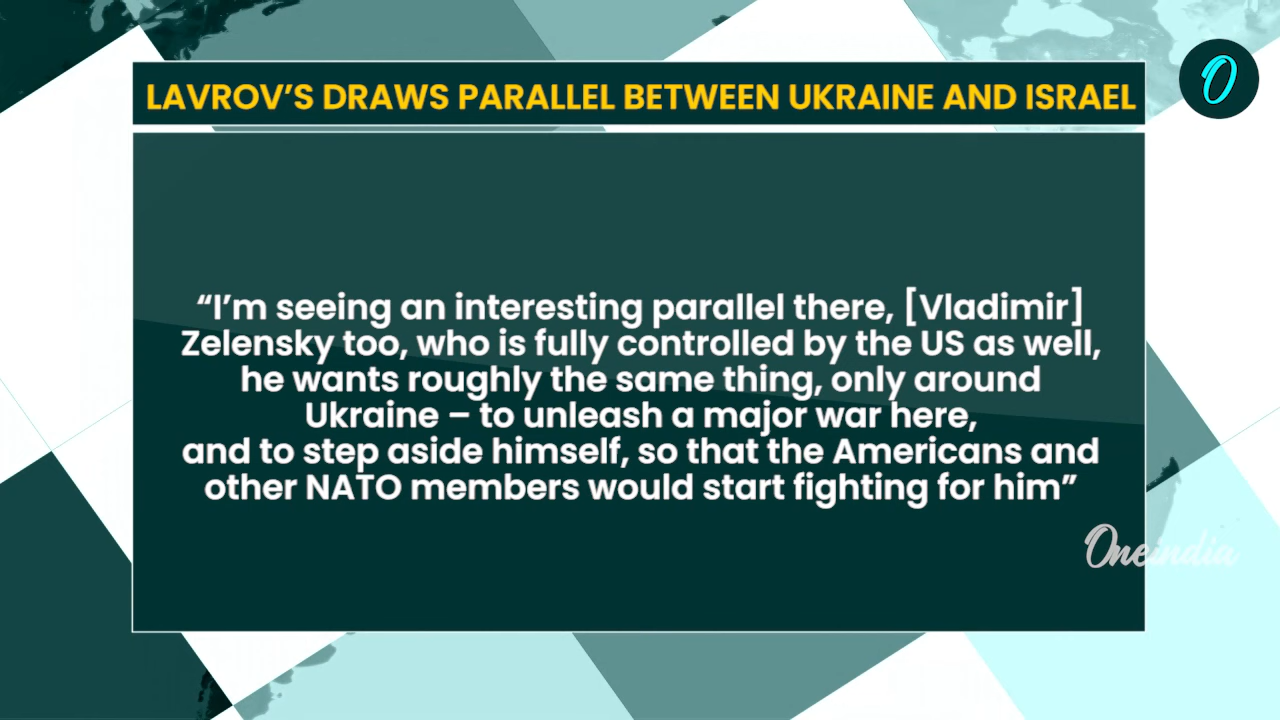 LAVROV’S DRAWS PARALLEL BETWEEN UKRAINE AND ISRAEL
“I’m seeing an interesting parallel there, [Vladimir]
Zelensky too, who is fully controlled by the US as well,
he wants roughly the same thing, only around
Ukraine – to unleash a major war here,
and to step aside himself, so that the Americans and
other NATO members would start fighting for him”
Oneindia
O